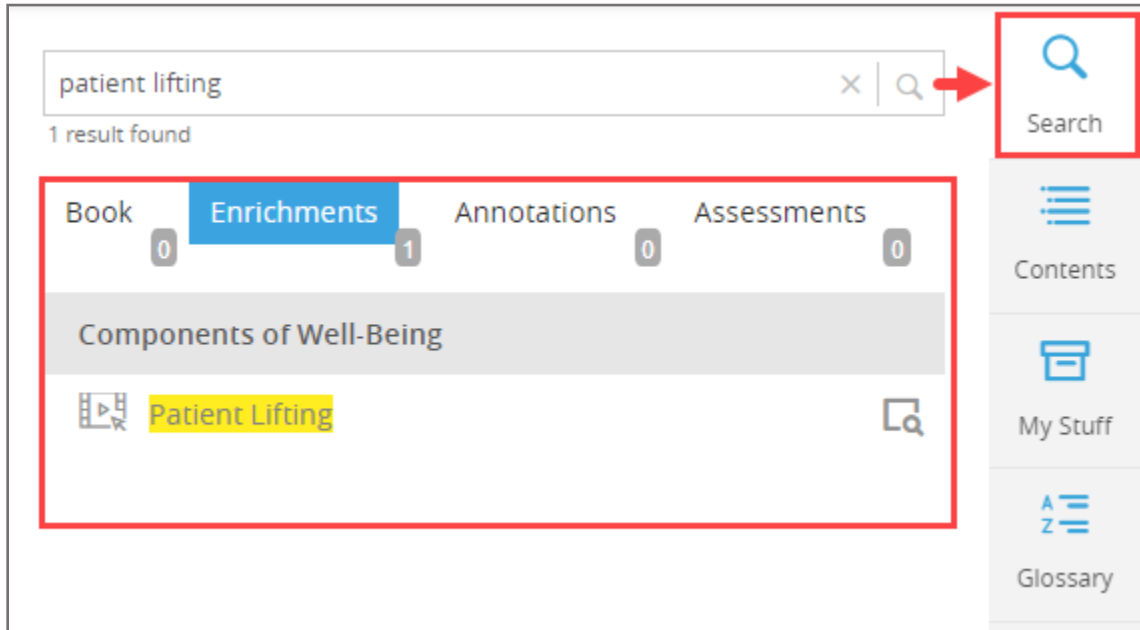 patient lifting
1 result found
Book 0 Enrichments 1 Annotations 0 Assessments 0
Components of Well-Being
Patient Lifting
Search
Contents
My Stuff
A
Z
Glossary